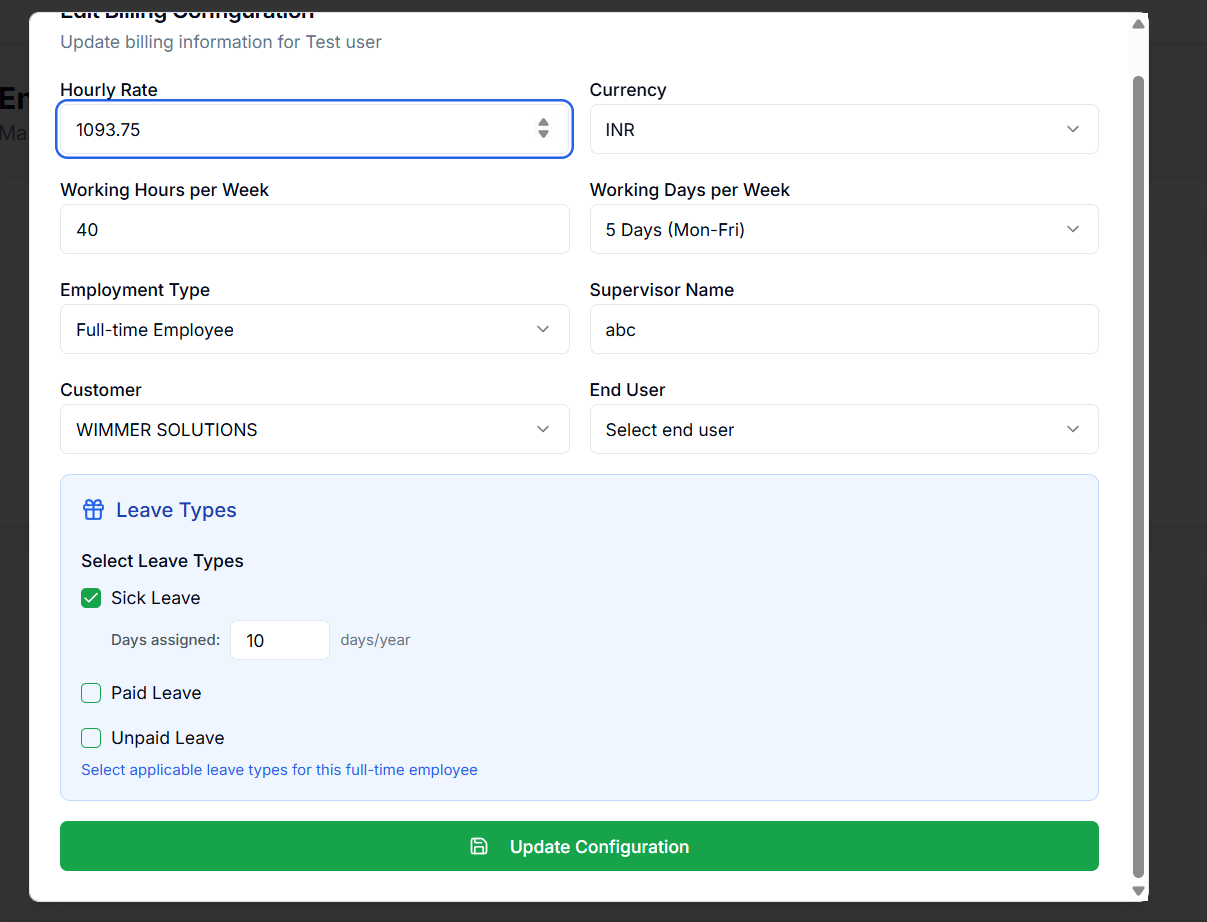 Edit Billing Configuration
Update billing information for Test user
En
Ma
Hourly Rate
Currency
1093.75
INR
Working Hours per Week
Working Days per Week
40
5 Days (Mon-Fri)
Employment Type
Supervisor Name
Full-time Employee
abc
Customer
End User
WIMMER SOLUTIONS
Select end user
Leave Types
Select Leave Types
Sick Leave
Days assigned: 10 days/year
Paid Leave
Unpaid Leave
Select applicable leave types for this full-time employee
Update Configuration